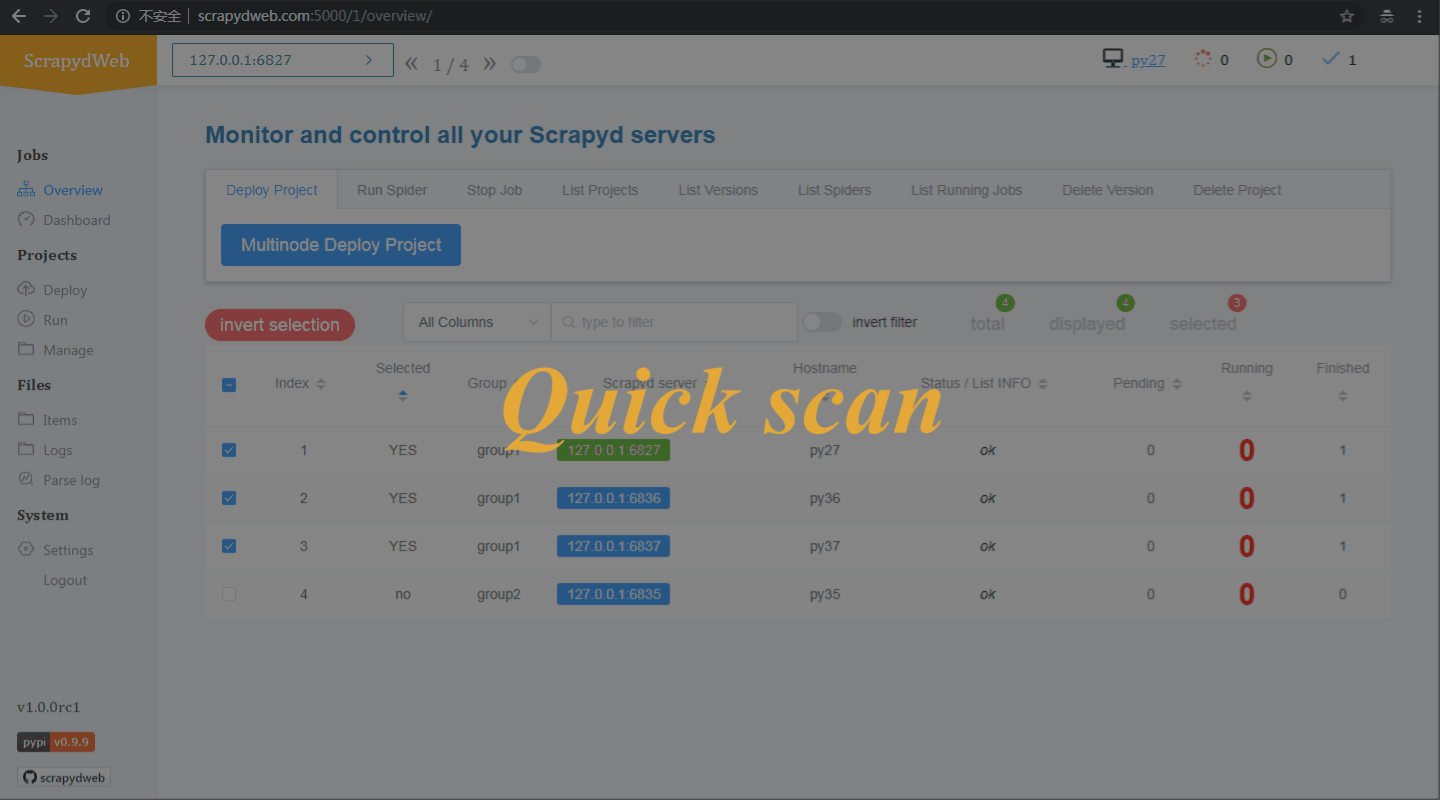 不安全 scrapydweb.com:5000/1/overview/
ScrapydWeb
127.0.0.1:6827
« 1 / 4 »
py27 0 0 1
Jobs
Overview
Dashboard
Projects
Deploy
Run
Manage
Files
Items
Logs
Parse log
System
Settings
Logout
v1.0.0rc1
pypi v0.9.9
scrapydweb
Monitor and control all your Scrapyd servers
Deploy Project Run Spider Stop Job List Projects List Versions List Spiders List Running Jobs Delete Version Delete Project
Multinode Deploy Project
invert selection All Columns type to filter invert filter total 4 displayed 4 selected 3
Index Selected Group Scrapyd server Hostname Status / List INFO Pending Running Finished
Quick scan
1 YES group1 127.0.0.1:6827 py27 ok 0 0 1
2 YES group1 127.0.0.1:6836 py36 ok 0 0 1
3 YES group1 127.0.0.1:6837 py37 ok 0 0 1
4 no group2 127.0.0.1:6835 py35 ok 0 0 0